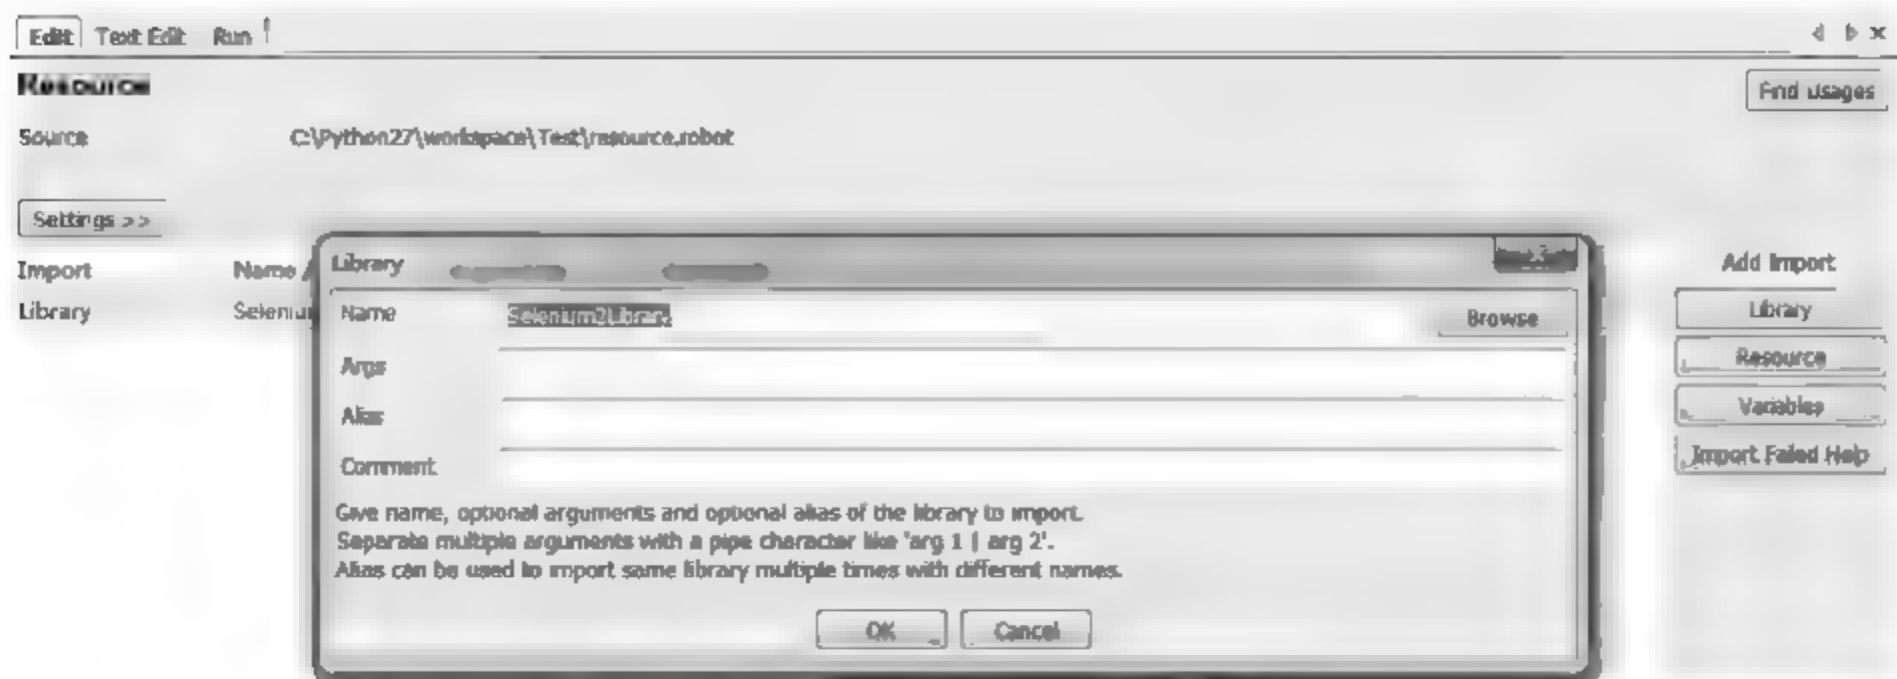 Edit Text Edit Run
Resource
Find Usages
Source C:\Python27\workspace\Test\resource.robot
Settings >>
Import Name
Library
Add Import
Library
Resource
Variables
Import Failed Help
Library
Name Selenium2Library Browse
Args
Alias
Comment
Give name, optional arguments and optional alias of the library to import.
Separate multiple arguments with a pipe character like 'arg 1 | arg 2'.
Alias can be used to import same library multiple times with different names.
OK Cancel